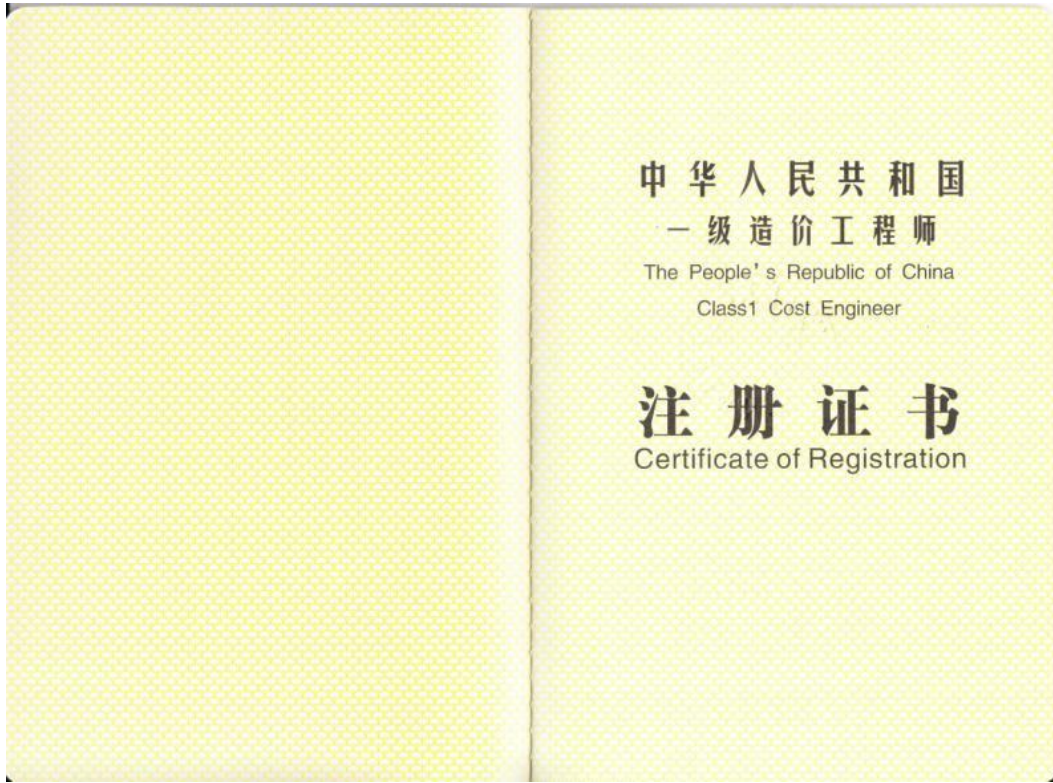 中华人民共和国
一级造价工程师
The People's Republic of China
Class1 Cost Engineer
注册证书
Certificate of Registration